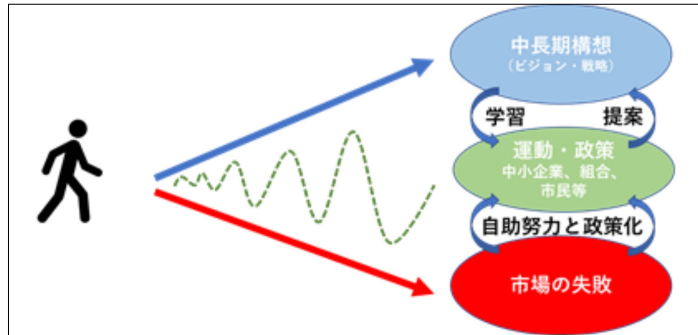 中長期構想
（ビジョン・戦略）
学習 提案
運動・政策
中小企業、組合、
市民等
自助努力と政策化
市場の失敗